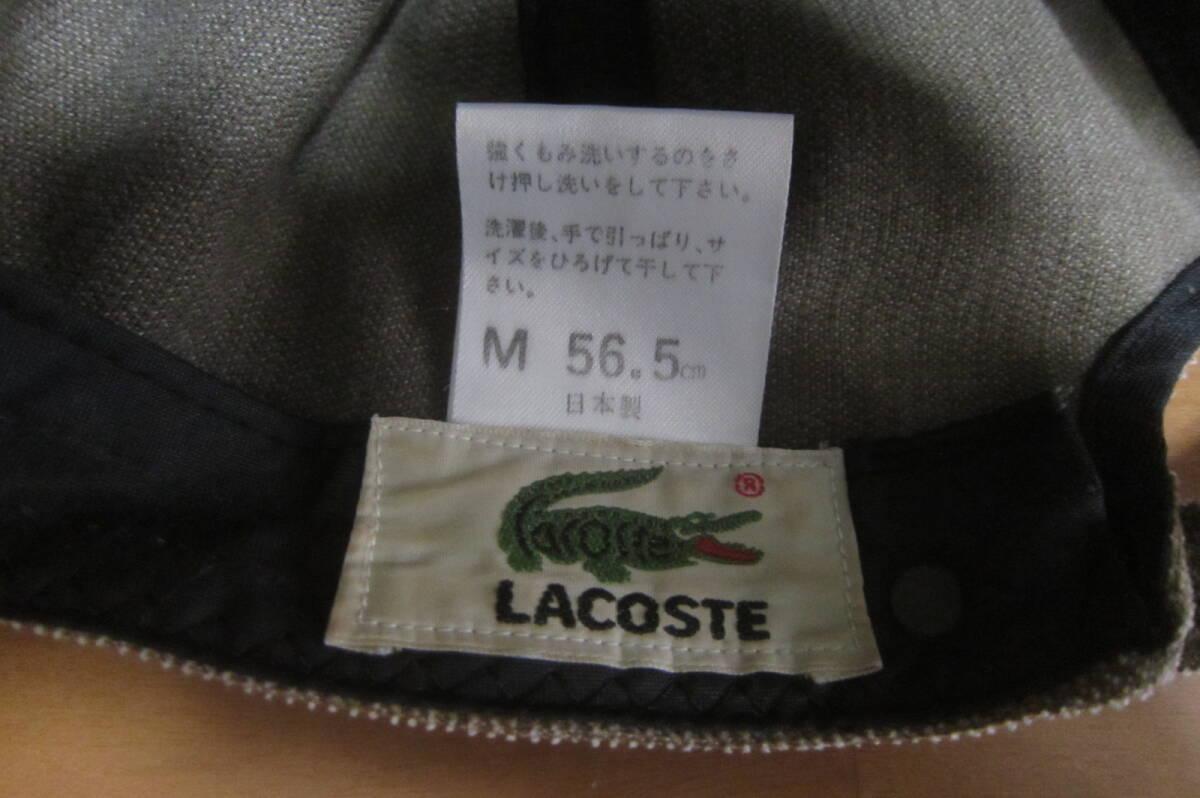 強くもみ洗いするのをさ
け押し洗いをして下さい。
洗濯後、手で引っぱり、サ
イズをひろげて干して下
さい。
M 56.5cm
日本製
®
Lacoste
LACOSTE